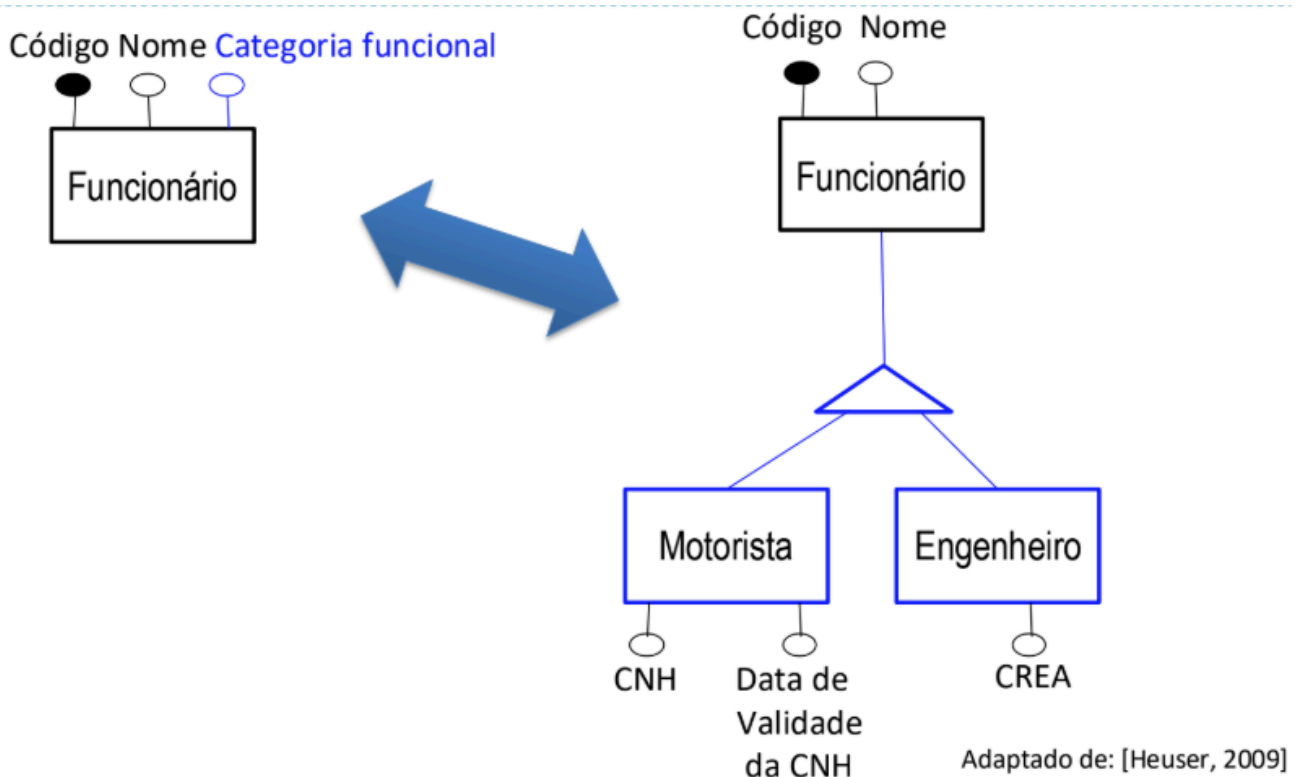 Código Nome Categoria funcional
Funcionário
Código Nome
Funcionário
Motorista
Engenheiro
CNH
Data de
Validade
da CNH
CREA
Adaptado de: [Heuser, 2009]